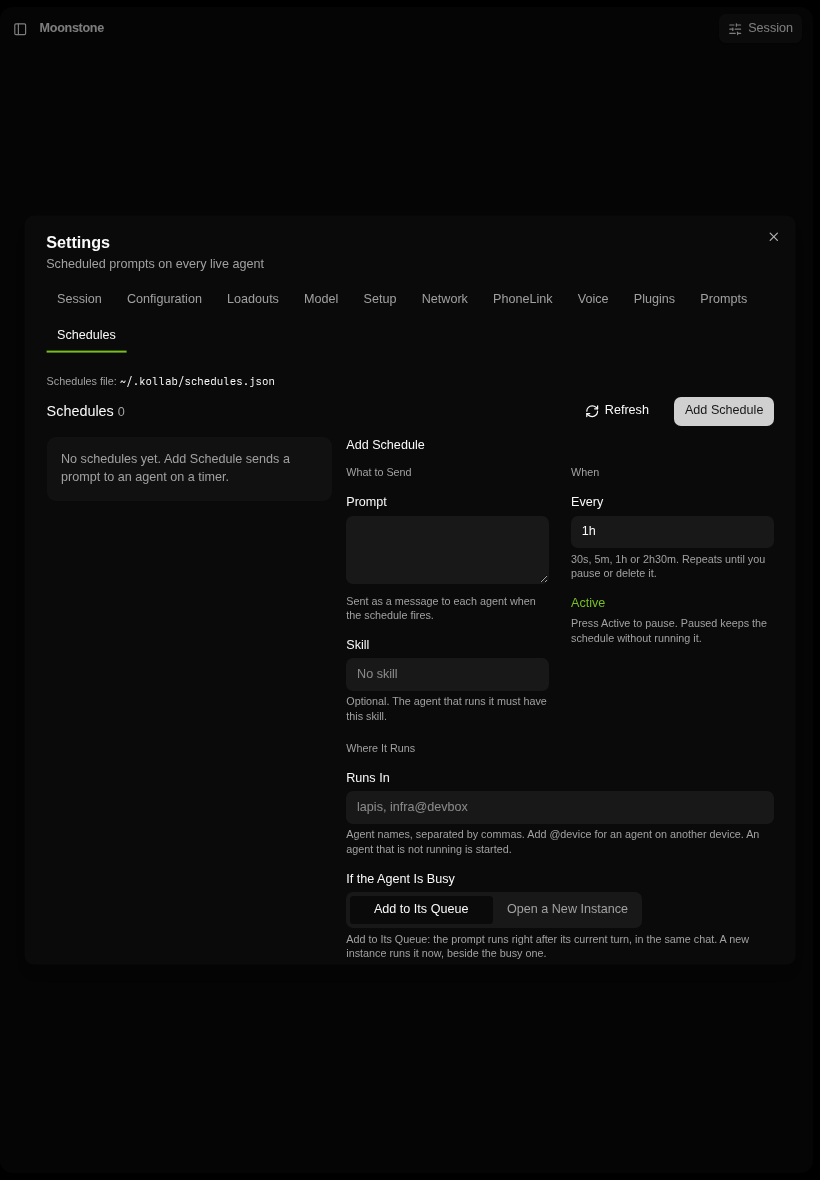 Moonstone
Session
Settings
Scheduled prompts on every live agent
Session
Configuration
Loadouts
Model
Setup
Network
PhoneLink
Voice
Plugins
Prompts
Schedules
Schedules file: ~/.kollab/schedules.json
Schedules 0
Refresh
Add Schedule
No schedules yet. Add Schedule sends a
prompt to an agent on a timer.
Add Schedule
What to Send
Prompt
Sent as a message to each agent when
the schedule fires.
Skill
No skill
Optional. The agent that runs it must have
this skill.
When
Every
1h
30s, 5m, 1h or 2h30m. Repeats until you
pause or delete it.
Active
Press Active to pause. Paused keeps the
schedule without running it.
Where It Runs
Runs In
lapis, infra@devbox
Agent names, separated by commas. Add @device for an agent on another device. An
agent that is not running is started.
If the Agent Is Busy
Add to Its Queue
Open a New Instance
Add to Its Queue: the prompt runs right after its current turn, in the same chat. A new
instance runs it now, beside the busy one.